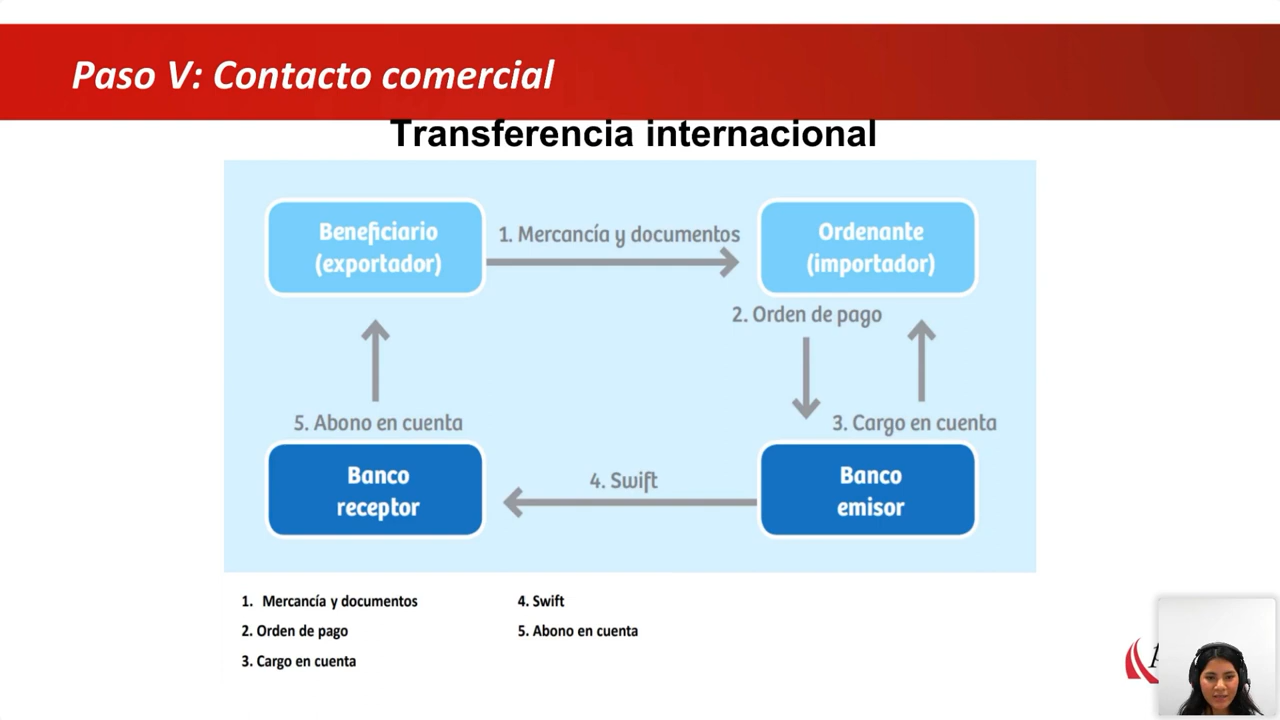 Paso V: Contacto comercial
Transferencia internacional
Beneficiario
(exportador)
1. Mercancía y documentos
Ordenante
(importador)
2. Orden de pago
5. Abono en cuenta
3. Cargo en cuenta
Banco
receptor
4. Swift
Banco
emisor
1. Mercancía y documentos
2. Orden de pago
3. Cargo en cuenta
4. Swift
5. Abono en cuenta